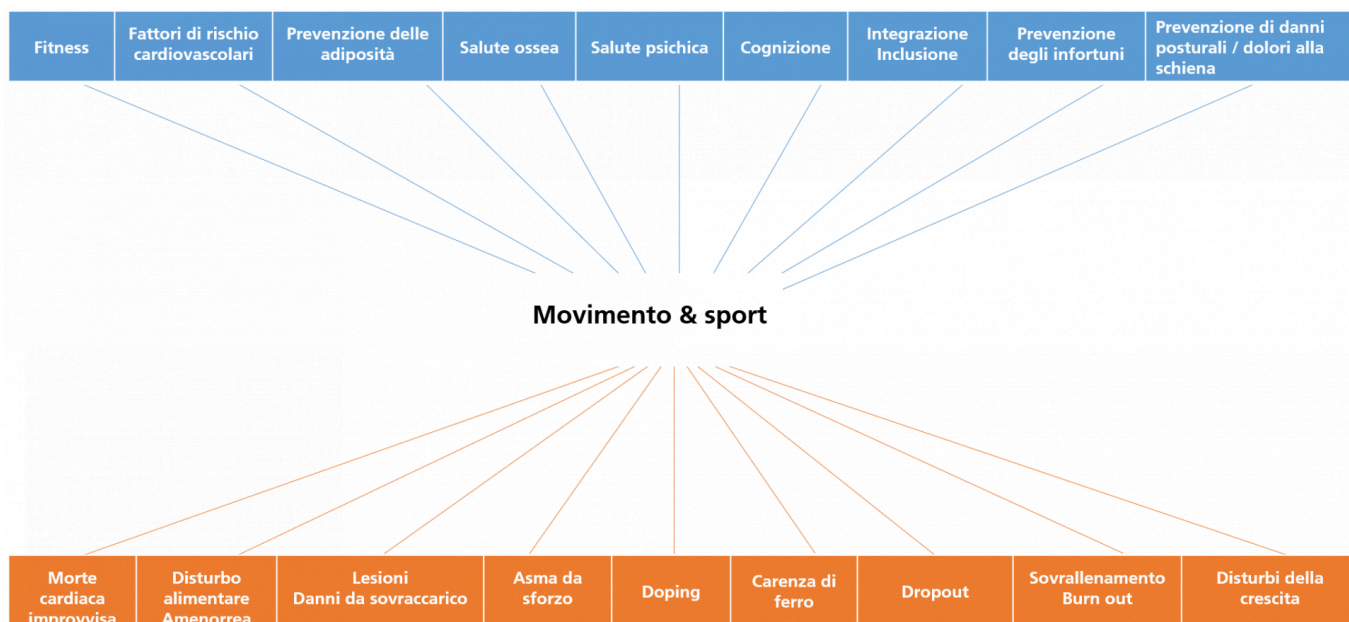 Fitness
Fattori di rischio
cardiovascolari
Prevenzione delle
adiposità
Salute ossea
Salute psichica
Cognizione
Integrazione
Inclusione
Prevenzione
degli infortuni
Prevenzione di danni
posturali / dolori alla
schiena
Movimento & sport
Morte
cardiaca
improvvisa
Disturbo
alimentare
Amenorrea
Lesioni
Danni da sovraccarico
Asma da
sforzo
Doping
Carenza di
ferro
Dropout
Sovrallenamento
Burn out
Disturbi della
crescita